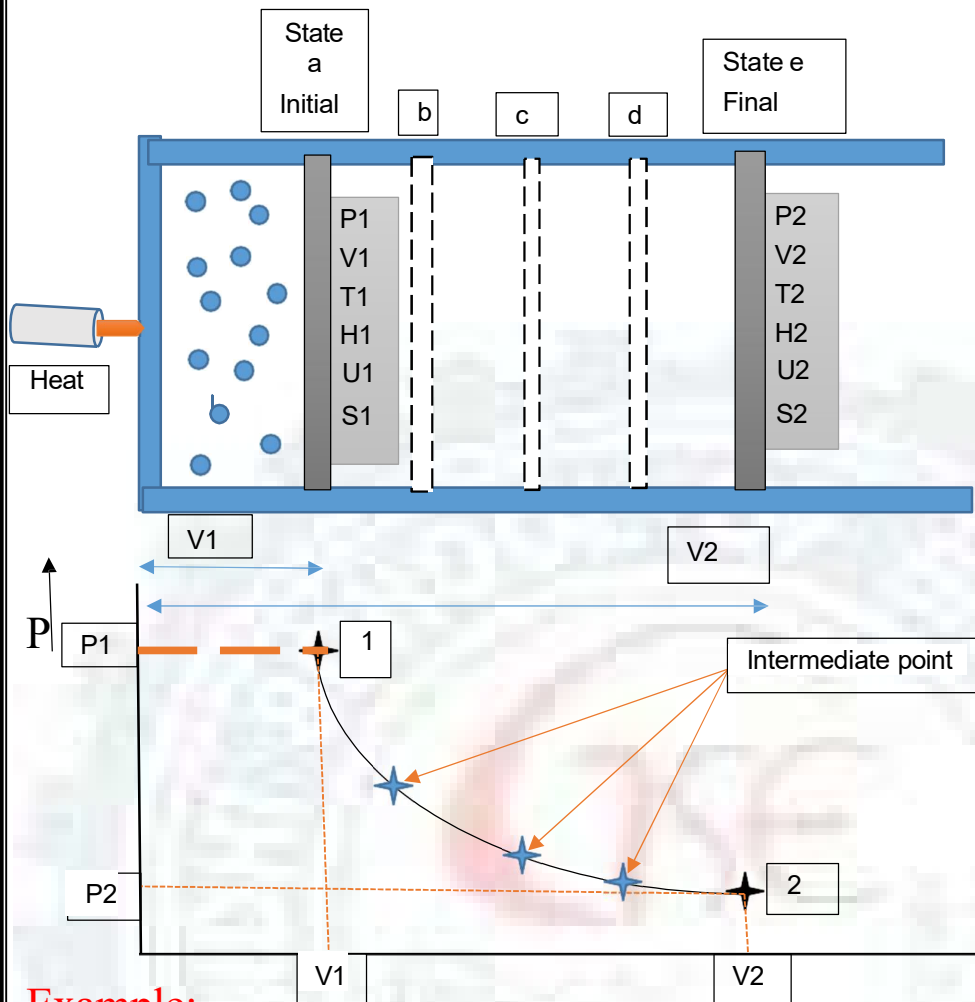 State
a
Initial
b
c
d
State e
Final
P1
V1
T1
H1
U1
S1
P2
V2
T2
H2
U2
S2
Heat
V1
V2
P
P1
1
Intermediate point
P2
2
V1
V2
Example: